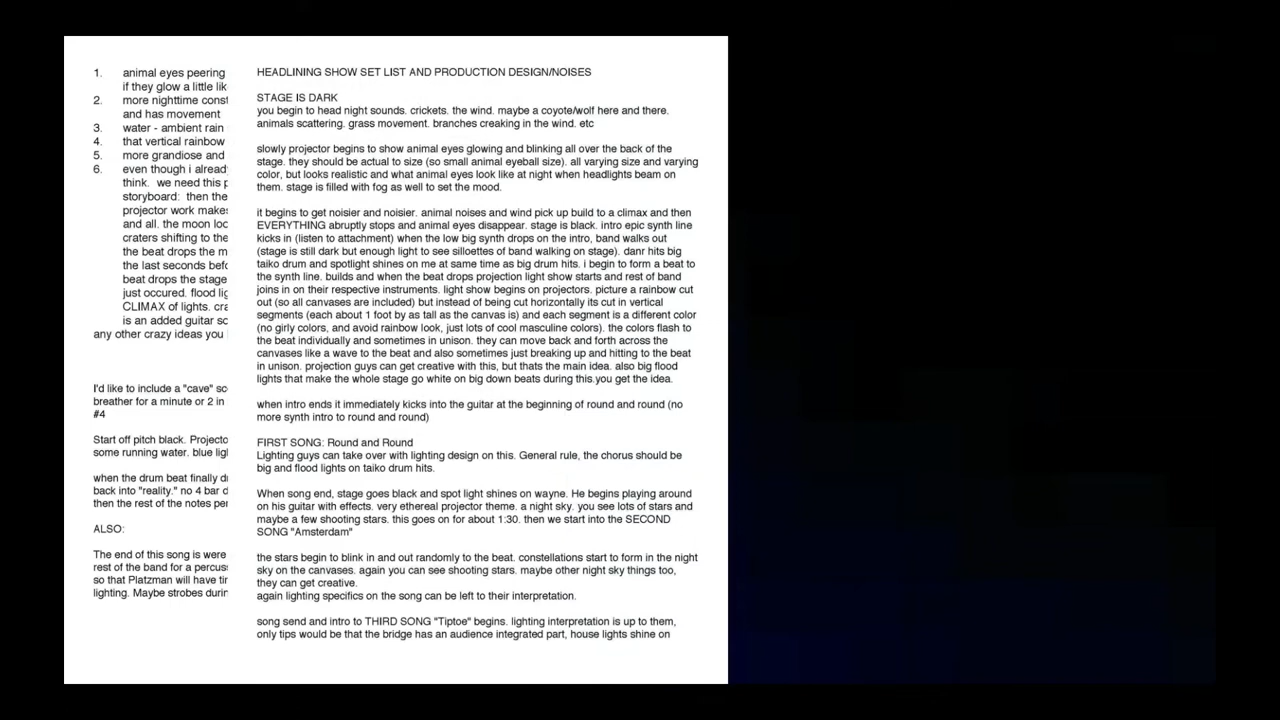 1. animal eyes peering
if they glow a little lik
2. more nighttime const
and has movement
3. water - ambient rain
4. that vertical rainbow
5. more grandiose and
6. even though i alread
think. we need this p
storyboard: then the
projector work makes
and all. the moon loo
craters shifting to the
the beat drops the m
the last seconds befo
beat drops the stage
just occured. flood lig
CLIMAX of lights. cra
is an added guitar so
any other crazy ideas you
I'd like to include a "cave" sc
breather for a minute or 2 in
#4
Start off pitch black. Projecto
some running water. blue ligl
when the drum beat finally d
back into "reality." no 4 bar d
then the rest of the notes per
ALSO:
The end of this song is were
rest of the band for a percus
so that Platzman will have tir
lighting. Maybe strobes durin
HEADLINING SHOW SET LIST AND PRODUCTION DESIGN/NOISES
STAGE IS DARK
you begin to head night sounds. crickets. the wind. maybe a coyote/wolf here and there.
animals scattering. grass movement. branches creaking in the wind. etc
slowly projector begins to show animal eyes glowing and blinking all over the back of the
stage. they should be actual to size (so small animal eyeball size). all varying size and varying
color, but looks realistic and what animal eyes look like at night when headlights beam on
them. stage is filled with fog as well to set the mood.
it begins to get noisier and noisier. animal noises and wind pick up build to a climax and then
EVERYTHING abruptly stops and animal eyes disappear. stage is black. intro epic synth line
kicks in (listen to attachment) when the low big synth drops on the intro, band walks out
(stage is still dark but enough light to see silloettes of band walking on stage). danr hits big
taiko drum and spotlight shines on me at same time as big drum hits. i begin to form a beat to
the synth line. builds and when the beat drops projection light show starts and rest of band
joins in on their respective instruments. light show begins on projectors. picture a rainbow cut
out (so all canvases are included) but instead of being cut horizontally its cut in vertical
segments (each about 1 foot by as tall as the canvas is) and each segment is a different color
(no girly colors, and avoid rainbow look, just lots of cool masculine colors). the colors flash to
the beat individually and sometimes in unison. they can move back and forth across the
canvases like a wave to the beat and also sometimes just breaking up and hitting to the beat
in unison. projection guys can get creative with this, but thats the main idea. also big flood
lights that make the whole stage go white on big down beats during this.you get the idea.
when intro ends it immediately kicks into the guitar at the beginning of round and round (no
more synth intro to round and round)
FIRST SONG: Round and Round
Lighting guys can take over with lighting design on this. General rule, the chorus should be
big and flood lights on taiko drum hits.
When song end, stage goes black and spot light shines on wayne. He begins playing around
on his guitar with effects. very ethereal projector theme. a night sky. you see lots of stars and
maybe a few shooting stars. this goes on for about 1:30. then we start into the SECOND
SONG "Amsterdam"
the stars begin to blink in and out randomly to the beat. constellations start to form in the night
sky on the canvases. again you can see shooting stars. maybe other night sky things too,
they can get creative.
again lighting specifics on the song can be left to their interpretation.
song send and intro to THIRD SONG "Tiptoe" begins. lighting interpretation is up to them,
only tips would be that the bridge has an audience integrated part, house lights shine on